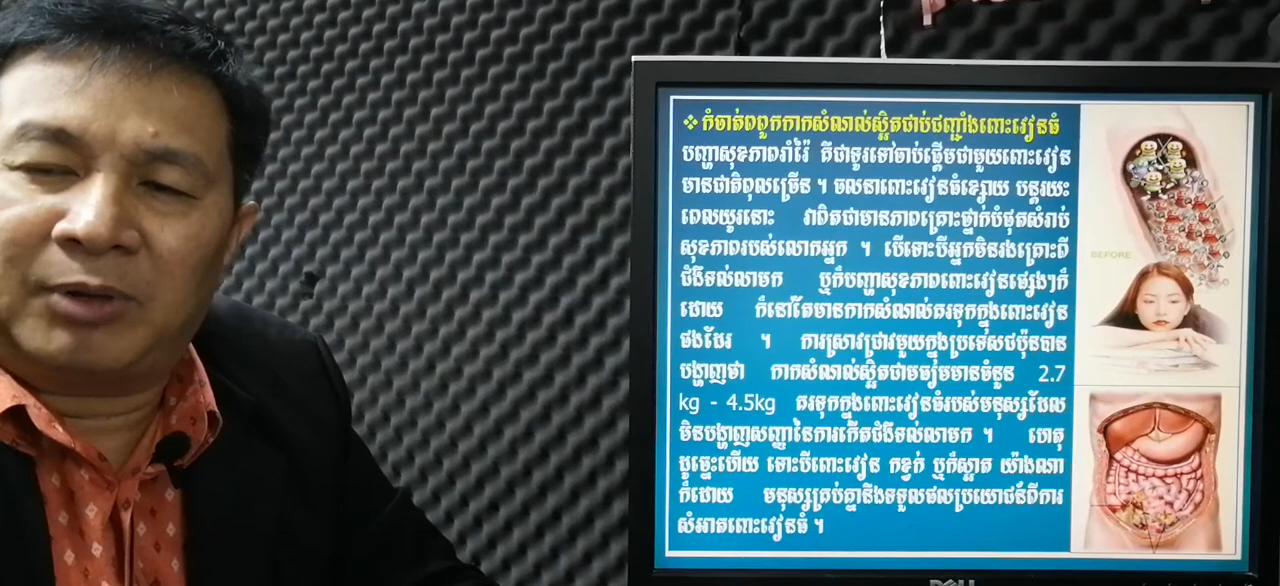 ❖ កំចាត់ពពួកកាកសំណល់ស្អិតជាប់ជញ្ជាំងពោះវៀនធំ
បញ្ហាសុខភាពរ៉ាំរ៉ៃ គឺជាទូរទៅចាប់ផ្តើមជាមួយពោះវៀន
មានជាតិពុលច្រើន ។ ចលនាពោះវៀនធំខ្សោយ បន្តរយះ
ពេលយូរនោះ វាពិតជាមានភាពគ្រោះថ្នាក់បំផុតសំរាប់
សុខភាពរបស់លោកអ្នក ។ បើទោះបីអ្នកមិនរងគ្រោះពី
ជំងឺទល់លាមក ឬក៏បញ្ហាសុខភាពពោះវៀនផ្សេងៗក៏
ដោយ ក៏នៅតែមានកាកសំណល់គរទុកក្នុងពោះវៀន
ផងដែរ ។ ការស្រាវជ្រាវមួយក្នុងប្រទេសជប៉ុនបាន
បង្ហាញថា កាកសំណល់ស្អិតជាមធ្យមមានចំនួន 2.7
kg - 4.5kg គរទុកក្នុងពោះវៀនធំរបស់មនុស្សដែល
មិនបង្ហាញសញ្ញានៃការកើតជំងឺទល់លាមក ។ ហេតុ
ដូច្នេះហើយ ទោះបីពោះវៀន កខ្វក់ ឬក៏ស្អាត យ៉ាងណា
ក៏ដោយ មនុស្សគ្រប់គ្នានឹងទទួលផលប្រយោជន៍ពីការ
សំអាតពោះវៀនធំ ។
BEFORE
DELL